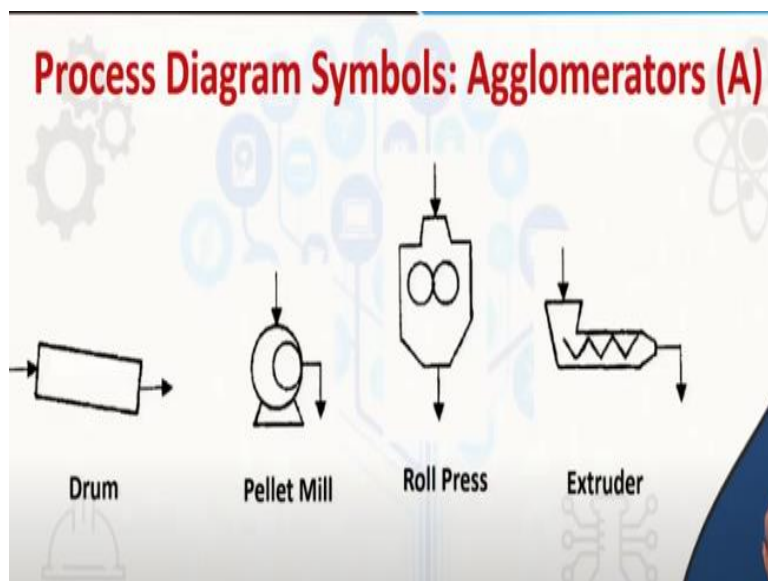 Process Diagram Symbols: Agglomerators (A)
Drum
Pellet Mill
Roll Press
Extruder